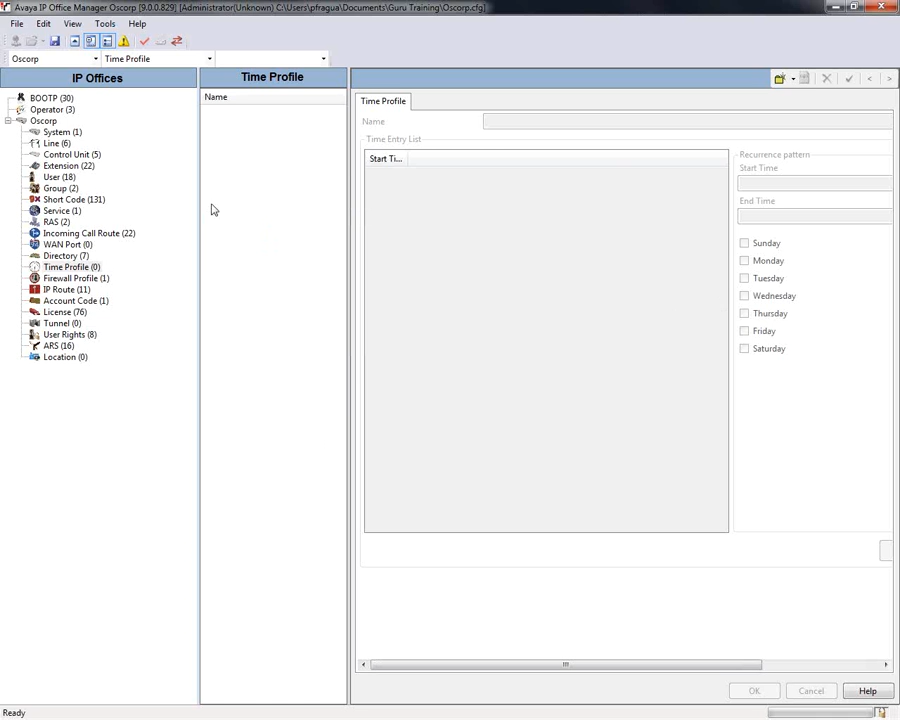 Avaya IP Office Manager Oscorp [9.0.0.829] [Administrator(Unknown) C:\Users\pfragua\Documents\Guru Training\Oscorp.cfg]
File Edit View Tools Help
Oscorp Time Profile
IP Offices
BOOTP (30)
Operator (3)
Oscorp
System (1)
Line (6)
Control Unit (5)
Extension (22)
User (18)
Group (2)
Short Code (131)
Service (1)
RAS (2)
Incoming Call Route (22)
WAN Port (0)
Directory (7)
Time Profile (0)
Firewall Profile (1)
IP Route (11)
Account Code (1)
License (76)
Tunnel (0)
User Rights (8)
ARS (16)
Location (0)
Time Profile
Name
Time Profile
Name
Time Entry List
Start Ti...
Recurrence pattern
Start Time
End Time
Sunday
Monday
Tuesday
Wednesday
Thursday
Friday
Saturday
OK Cancel Help
Ready